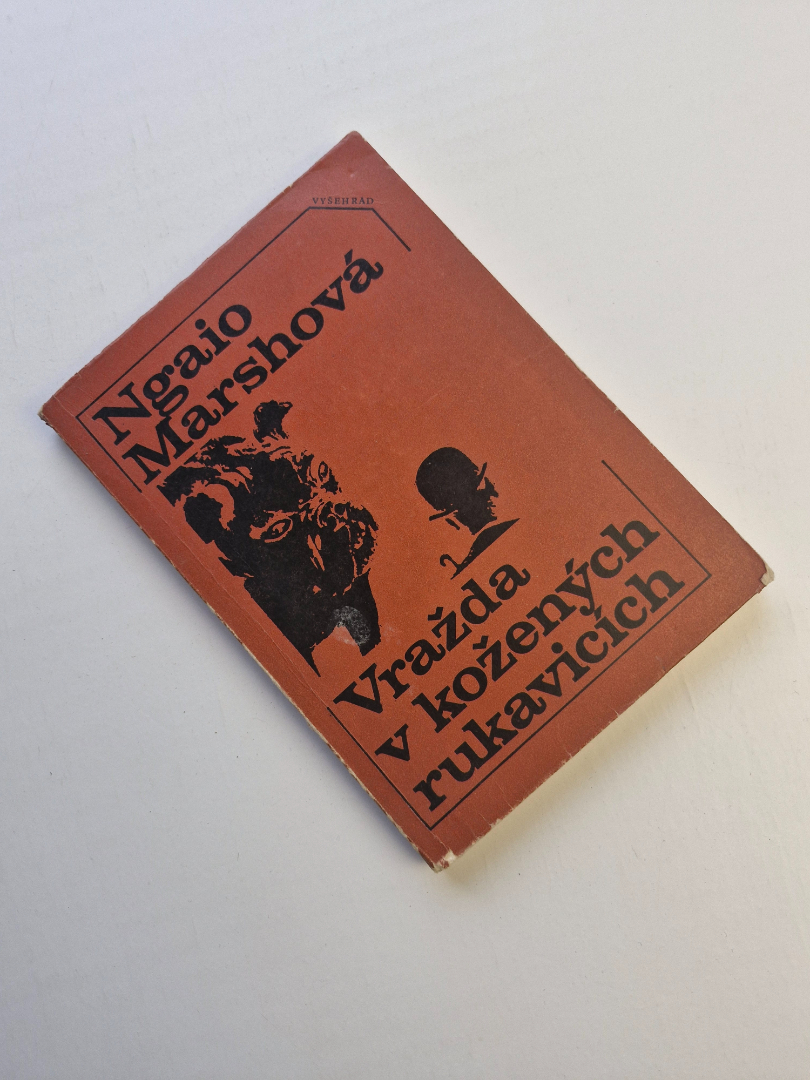 VYŠEHRAD
Ngaio
Marshová
Vražda
v kožených
rukavicích